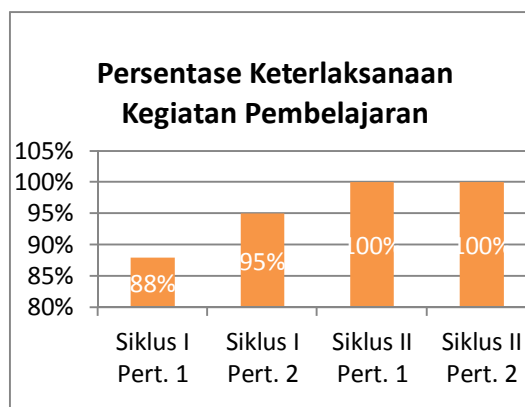 Persentase Keterlaksanaan
Kegiatan Pembelajaran
105%
100%
95%
90%
85%
80%
88%
95%
100%
100%
Siklus I
Pert. 1
Siklus I
Pert. 2
Siklus II
Pert. 1
Siklus II
Pert. 2